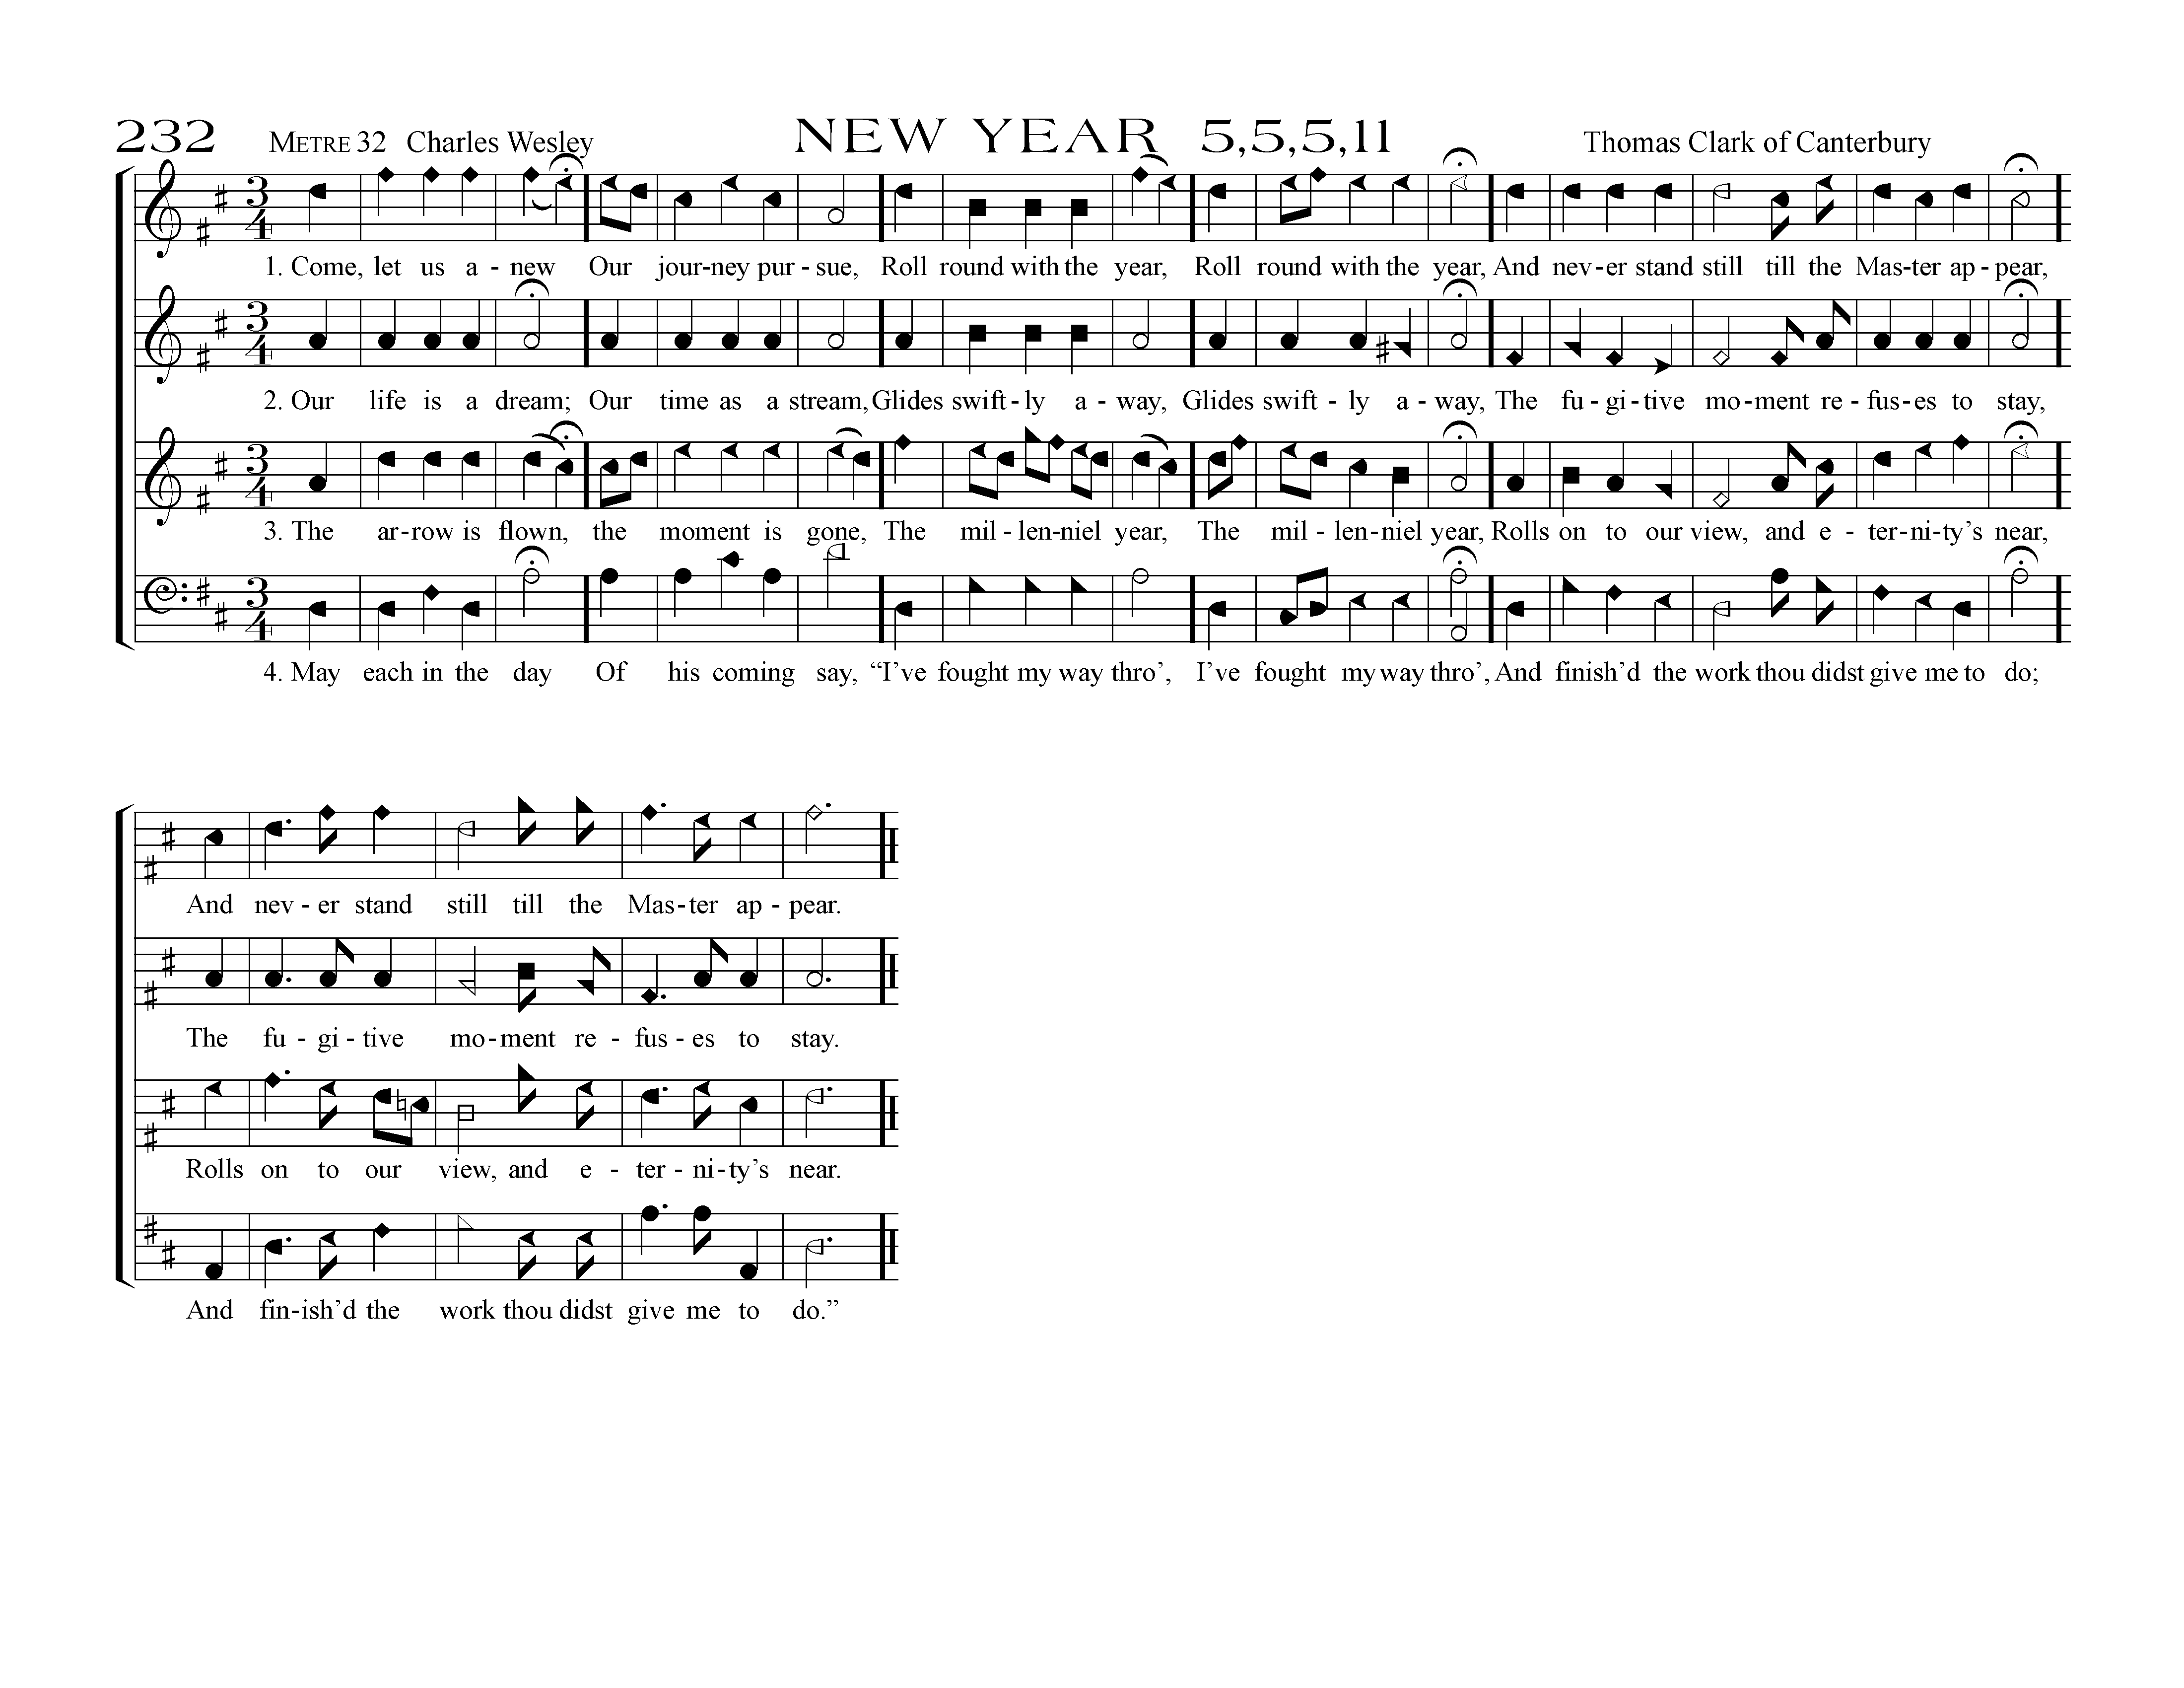 232 METRE 32 Charles Wesley NEW YEAR 5,5,5,11 Thomas Clark of Canterbury
3 4
1. Come, let us a - new Our jour-ney pur - sue, Roll round with the year, Roll round with the year, And nev-er stand still till the Mas-ter ap - pear,
3 4
2. Our life is a dream; Our time as a stream, Glides swift - ly a - way, Glides swift - ly a - way, The fu - gi - tive mo-ment re - fus-es to stay,
3 4
3. The ar-row is flown, the moment is gone, The mil - len-niel year, The mil - len-niel year, Rolls on to our view, and e - ter-ni-ty’s near,
3 4
4. May each in the day Of his coming say, “I’ve fought my way thro’, I’ve fought my way thro’, And finish’d the work thou didst give me to do;
And nev - er stand still till the Mas-ter ap - pear.
The fu - gi - tive mo-ment re - fus - es to stay.
Rolls on to our view, and e - ter - ni-ty’s near.
And fin-ish’d the work thou didst give me to do.”